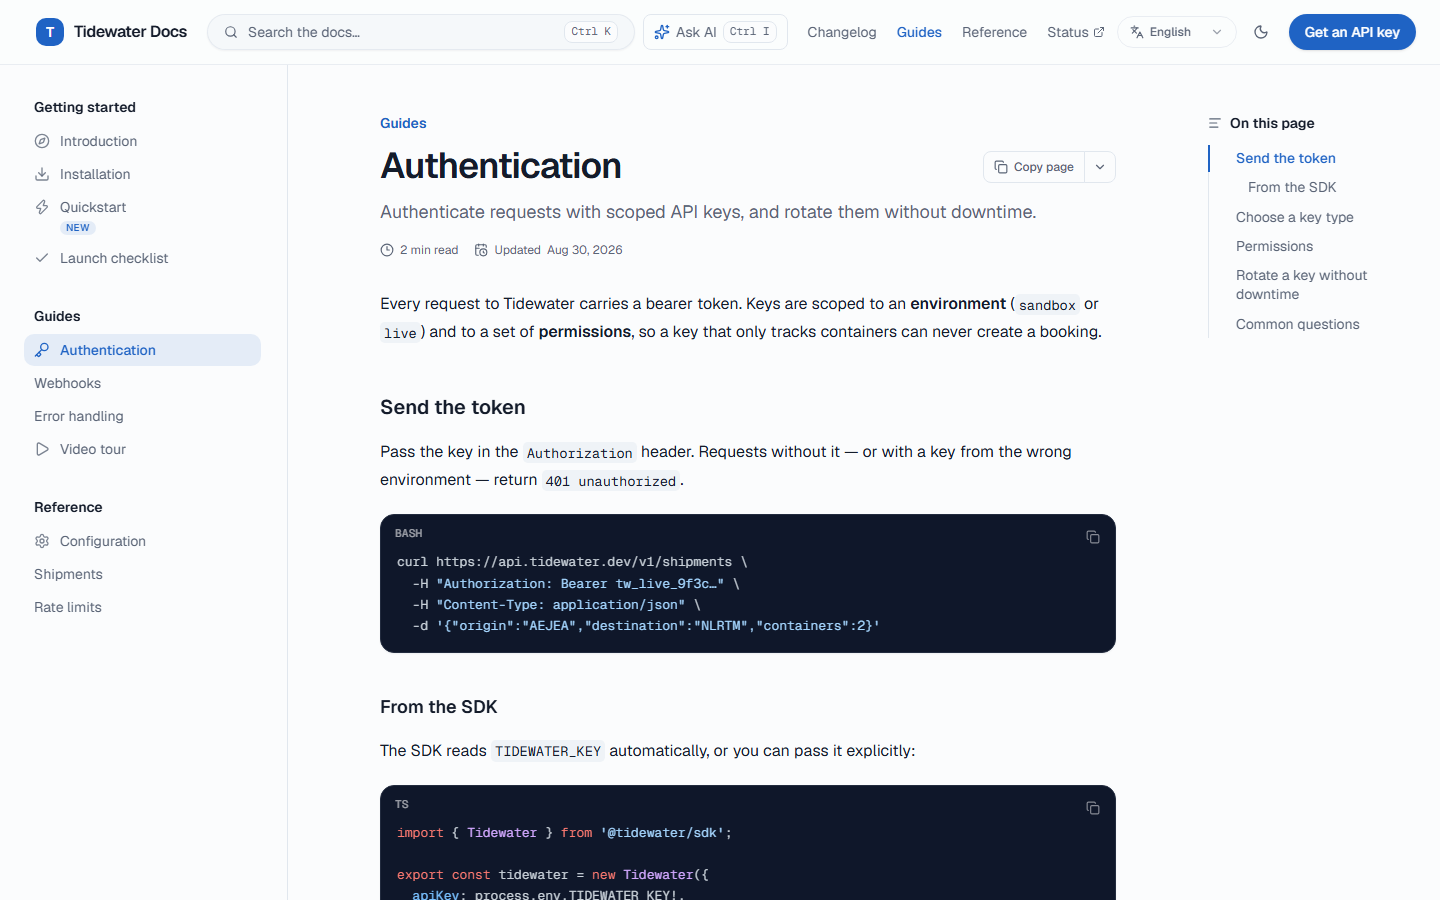 T Tidewater Docs
Search the docs... Ctrl K
Ask AI Ctrl I
Changelog
Guides
Reference
Status
English
Get an API key
Getting started
Introduction
Installation
Quickstart
NEW
Launch checklist
Guides
Authentication
Webhooks
Error handling
Video tour
Reference
Configuration
Shipments
Rate limits
Guides
Authentication
Copy page
Authenticate requests with scoped API keys, and rotate them without downtime.
2 min read Updated Aug 30, 2026
Every request to Tidewater carries a bearer token. Keys are scoped to an environment (sandbox or
live) and to a set of permissions, so a key that only tracks containers can never create a booking.
Send the token
Pass the key in the Authorization header. Requests without it — or with a key from the wrong
environment — return 401 unauthorized.
BASH
curl https://api.tidewater.dev/v1/shipments \
-H "Authorization: Bearer tw_live_9f3c…" \
-H "Content-Type: application/json" \
-d '{"origin":"AEJEA","destination":"NLRTM","containers":2}'
From the SDK
The SDK reads TIDEWATER_KEY automatically, or you can pass it explicitly:
TS
import { Tidewater } from '@tidewater/sdk';
export const tidewater = new Tidewater({
apiKey: process.env.TIDEWATER_KEY!,
On this page
Send the token
From the SDK
Choose a key type
Permissions
Rotate a key without
downtime
Common questions